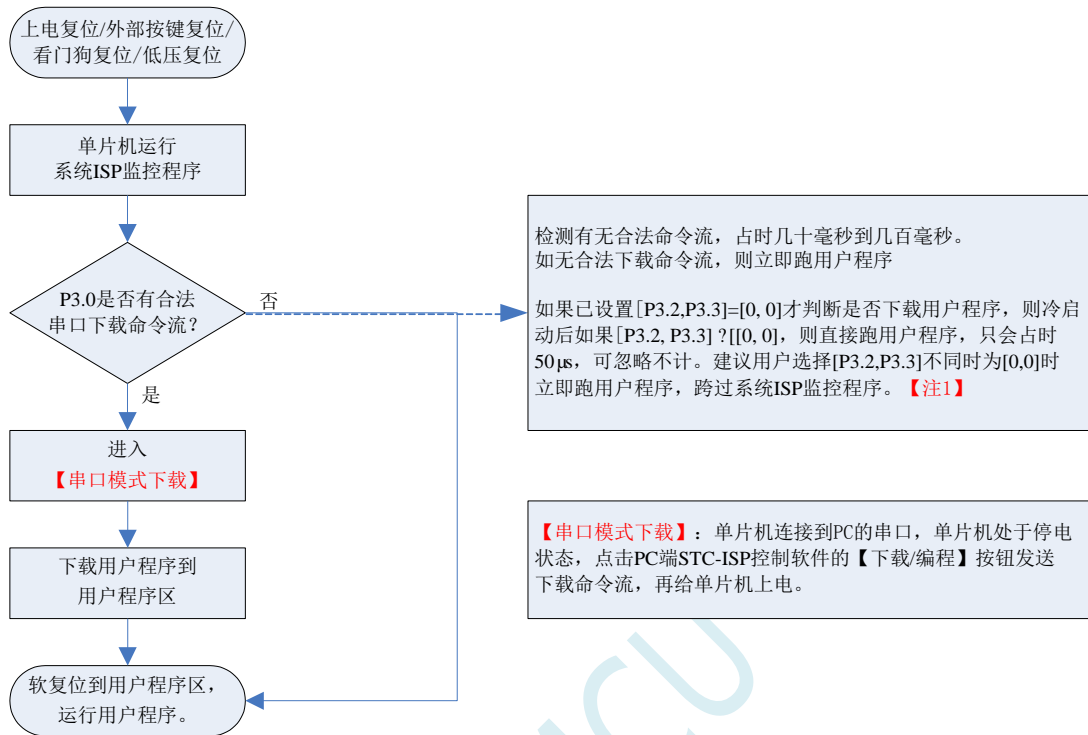 上电复位/外部按键复位/
看门狗复位/低压复位
单片机运行
系统ISP监控程序
P3.0是否有合法
串口下载命令流？
否
是
进入
【串口模式下载】
下载用户程序到
用户程序区
软复位到用户程序区，
运行用户程序。
检测有无合法命令流，占时几十毫秒到几百毫秒。
如无合法下载命令流，则立即跑用户程序
如果已设置[P3.2,P3.3]=[0, 0]才判断是否下载用户程序，则冷启
动后如果[P3.2, P3.3] ?[[0, 0]，则直接跑用户程序，只会占时
50μs，可忽略不计。建议用户选择[P3.2,P3.3]不同时为[0,0]时
立即跑用户程序，跨过系统ISP监控程序。【注1】
【串口模式下载】：单片机连接到PC的串口，单片机处于停电
状态，点击PC端STC-ISP控制软件的【下载/编程】按钮发送
下载命令流，再给单片机上电。
MCU